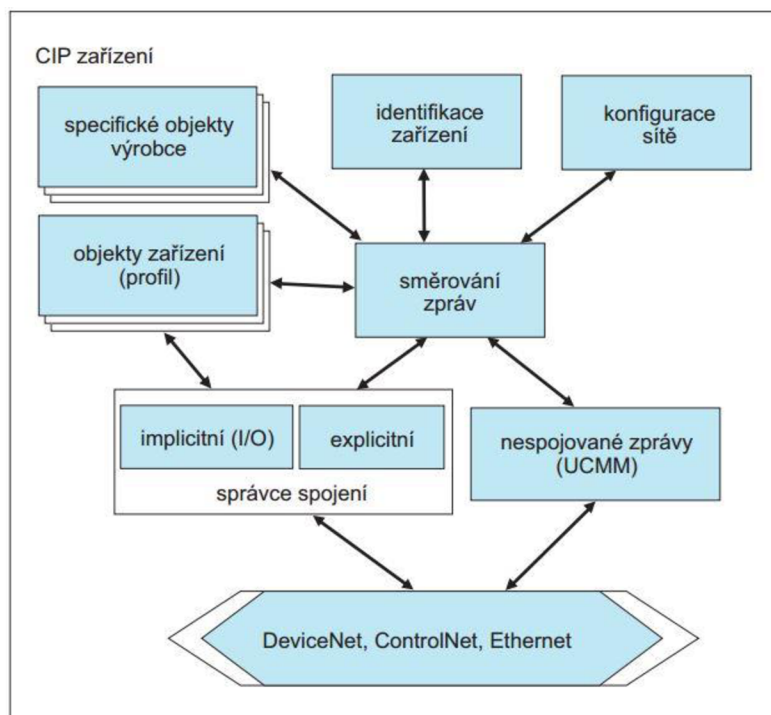 CIP zařízení
specifické objekty
výrobce
identifikace
zařízení
konfigurace
sítě
objekty zařízení
(profil)
směrování
zpráv
implicitní (I/O)
explicitní
správce spojení
nespojované zprávy
(UCMM)
DeviceNet, ControlNet, Ethernet